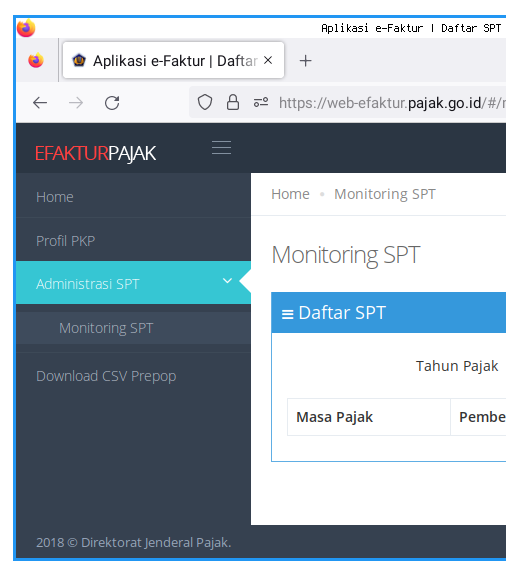 Aplikasi e-Faktur | Daftar SPT
Aplikasi e-Faktur | Daftar
https://web-efaktur.pajak.go.id/#/
EFAKTURPAJAK
Home
Profil PKP
Administrasi SPT
Monitoring SPT
Download CSV Prepop
2018 © Direktorat Jenderal Pajak.
Home • Monitoring SPT
Monitoring SPT
Daftar SPT
Tahun Pajak
Masa Pajak Pembe